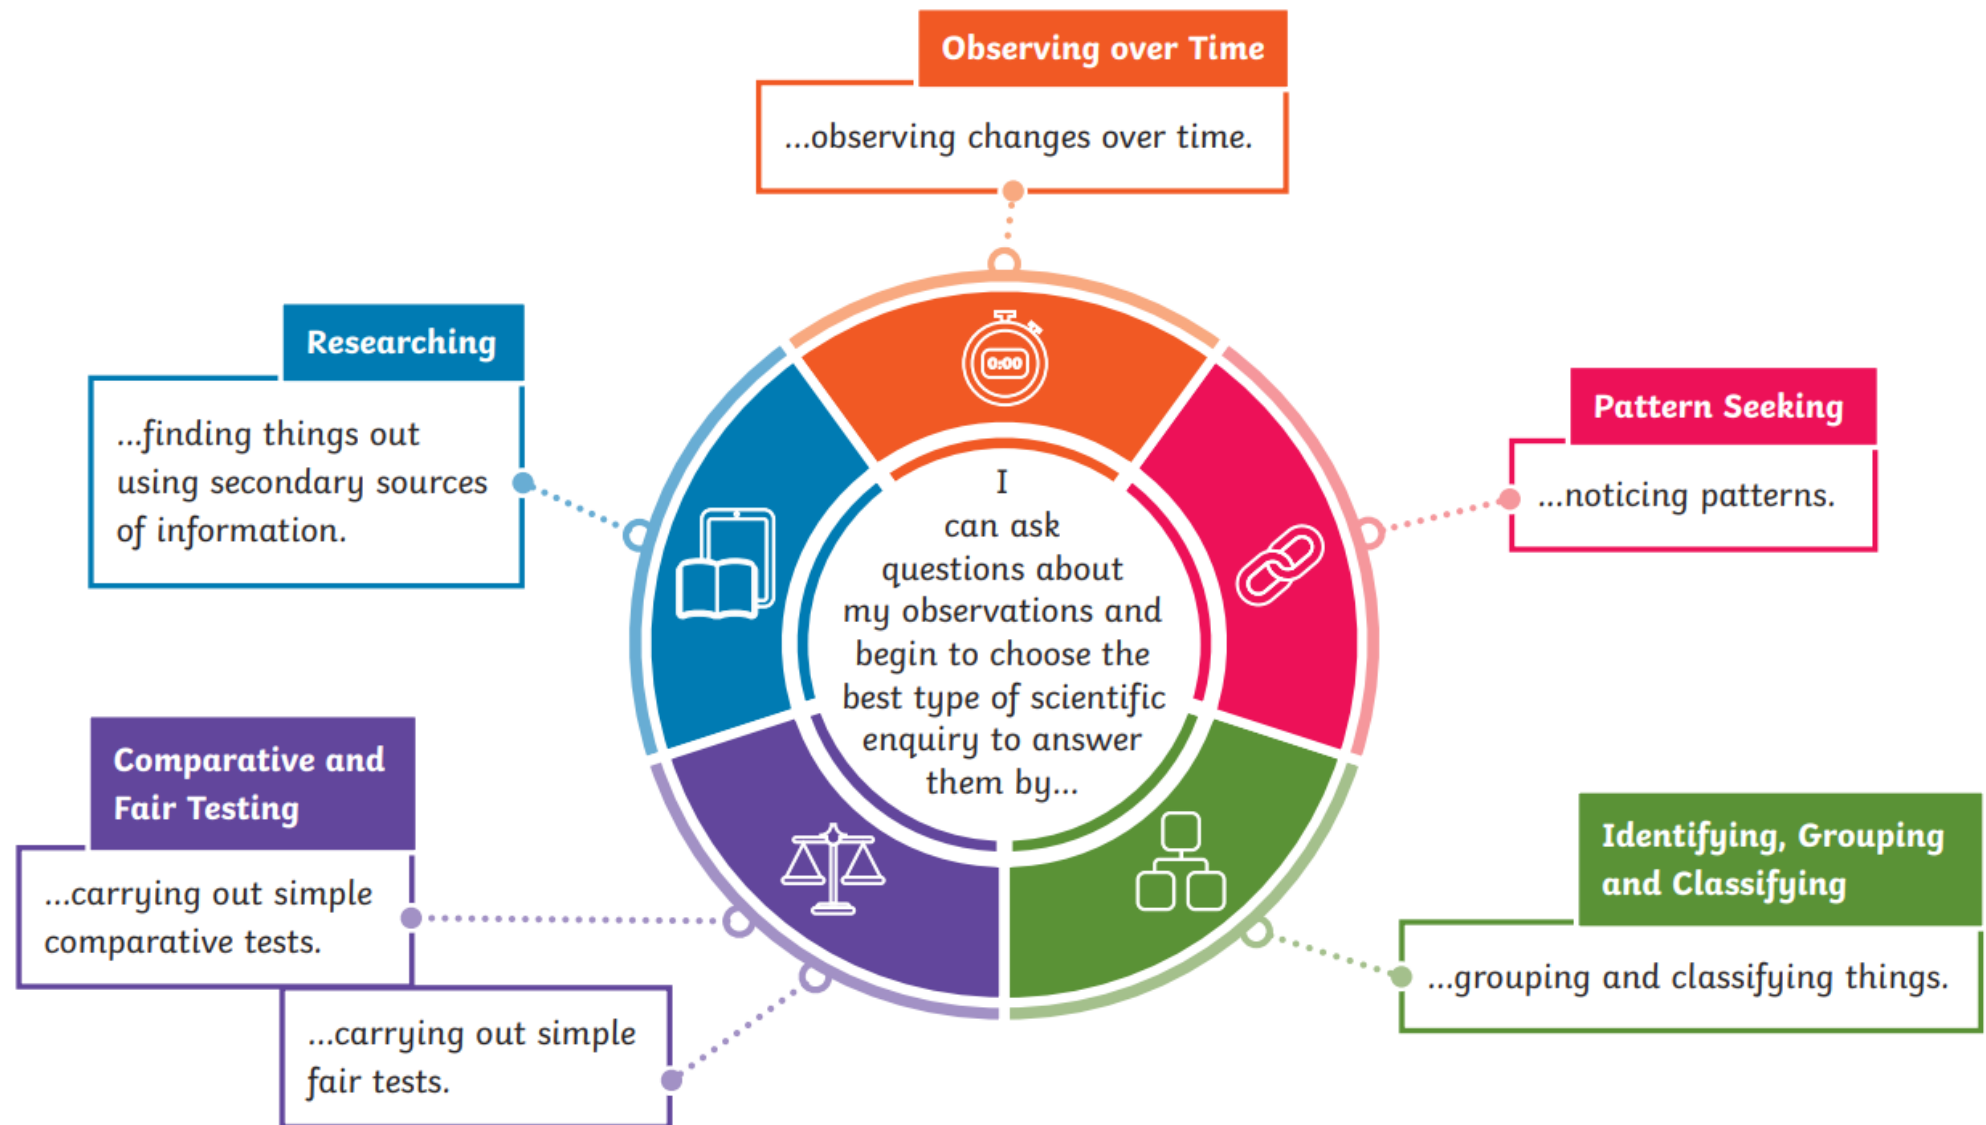 Observing over Time
...observing changes over time.
Researching
...finding things out
using secondary sources
of information.
Pattern Seeking
...noticing patterns.
0:00
I
can ask
questions about
my observations and
begin to choose the
best type of scientific
enquiry to answer
them by...
Comparative and
Fair Testing
...carrying out simple
comparative tests.
...carrying out simple
fair tests.
Identifying, Grouping
and Classifying
...grouping and classifying things.